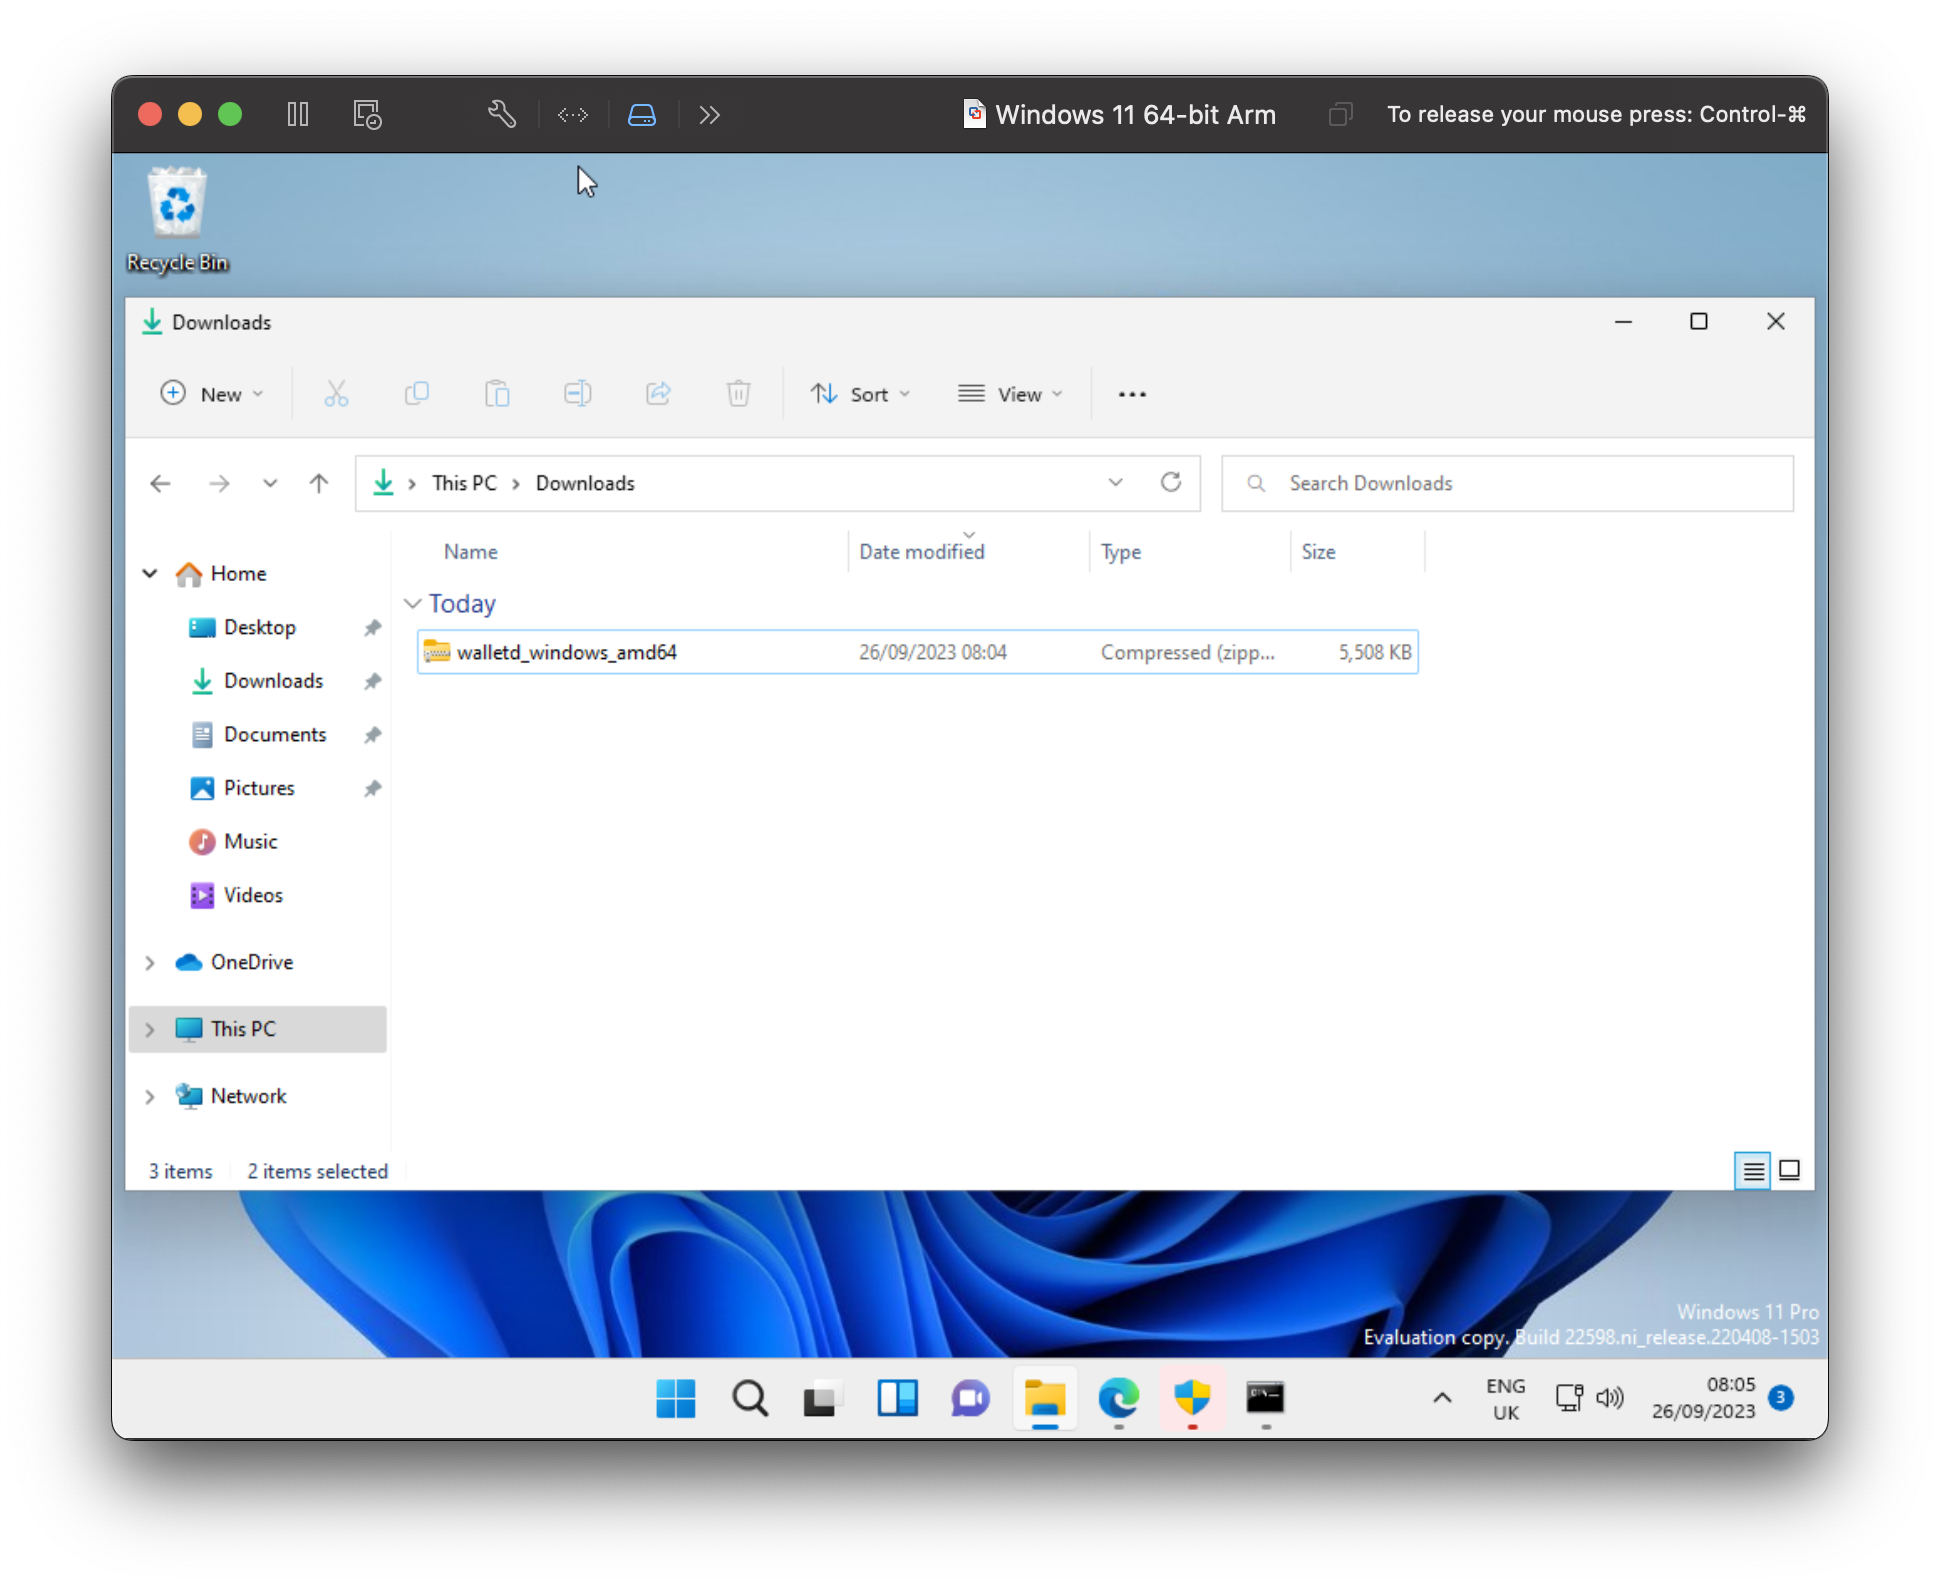 Windows 11 64-bit Arm
To release your mouse press: Control-⌘
Recycle Bin
Downloads
New
Sort
View
This PC > Downloads
Search Downloads
Name Date modified Type Size
Today
walletd_windows_amd64 26/09/2023 08:04 Compressed (zipp... 5,508 KB
Home
Desktop
Downloads
Documents
Pictures
Music
Videos
OneDrive
This PC
Network
3 items 2 items selected
Windows 11 Pro
Evaluation copy. Build 22598.ni_release.220408-1503
ENG
UK
08:05
26/09/2023
3